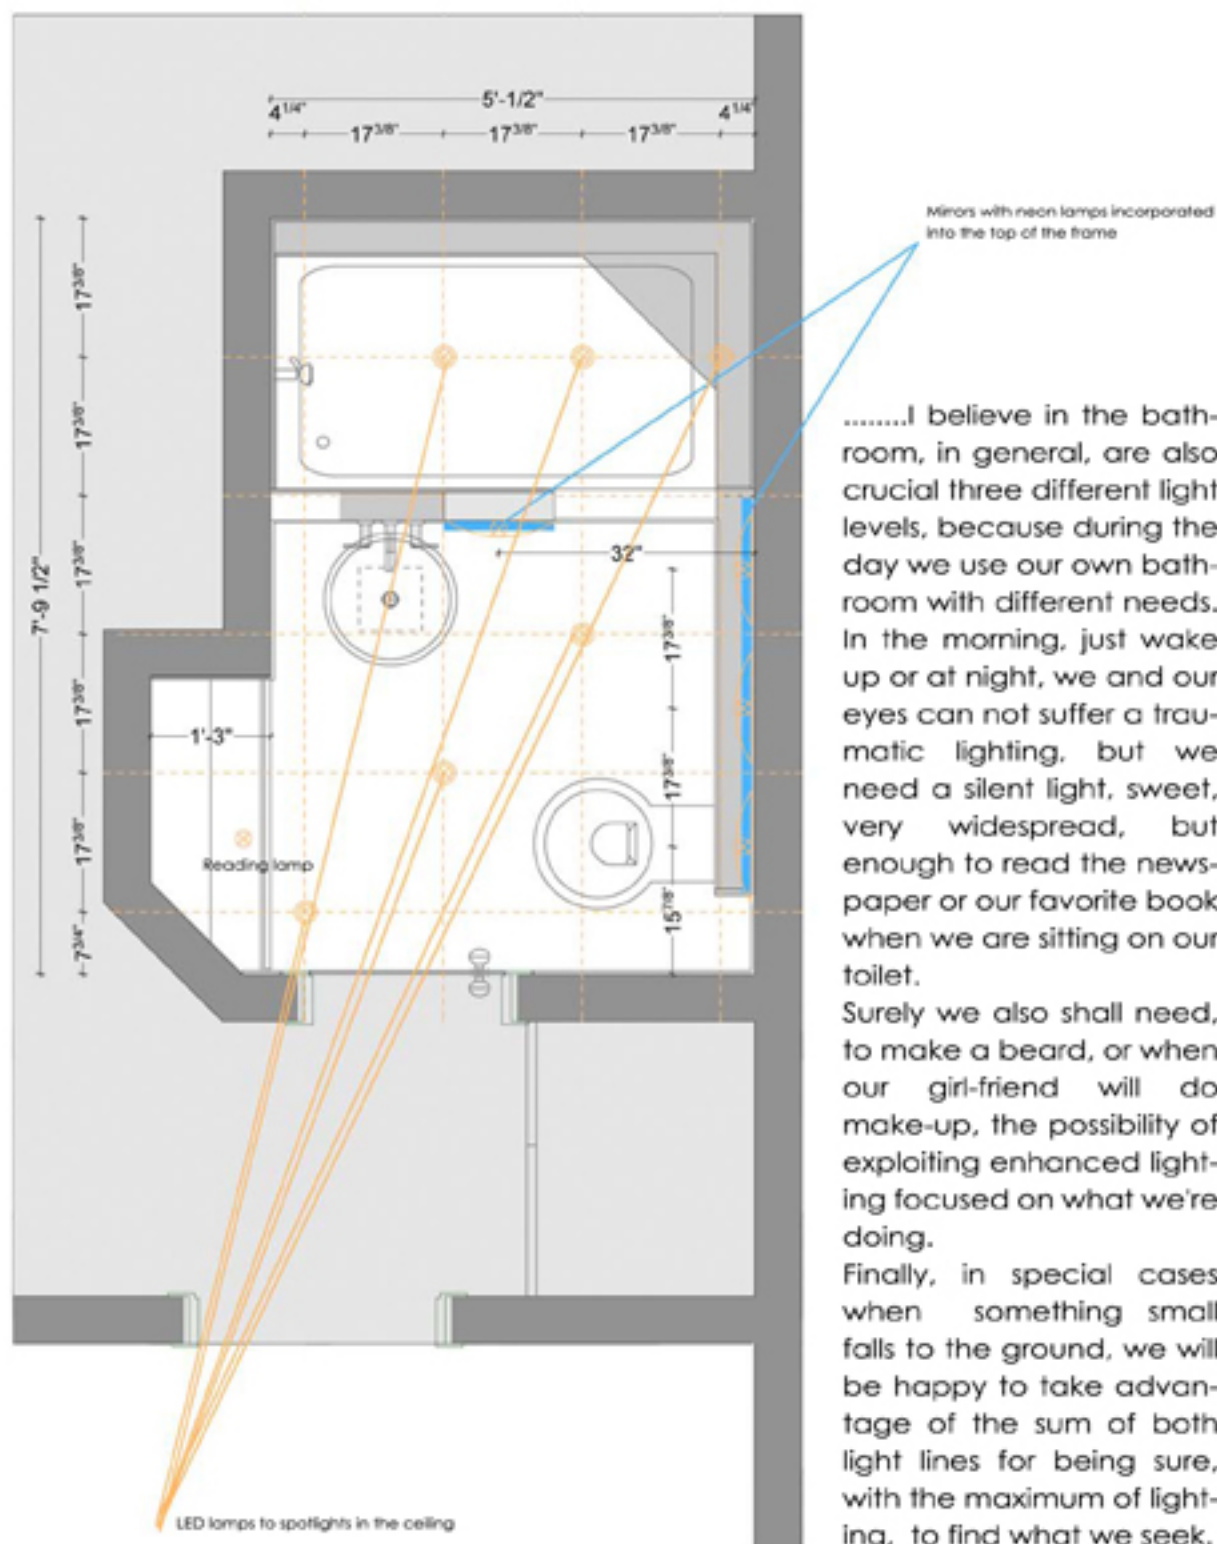 5'-1/2"
4 1/4"
4 1/4"
17 3/8"
17 3/8"
17 3/8"
Mirrors with neon lamps incorporated
into the top of the frame
7'-9 1/2"
17 3/8"
17 3/8"
17 3/8"
17 3/8"
17 3/8"
7 3/4"
32"
17 3/8"
17 3/8"
15 7/8"
1'-3"
Reading lamp
LED lamps to spotlights in the ceiling
........I believe in the bath-
room, in general, are also
crucial three different light
levels, because during the
day we use our own bath-
room with different needs.
In the morning, just wake
up or at night, we and our
eyes can not suffer a trau-
matic lighting, but we
need a silent light, sweet,
very widespread, but
enough to read the news-
paper or our favorite book
when we are sitting on our
toilet.
Surely we also shall need,
to make a beard, or when
our girl-friend will do
make-up, the possibility of
exploiting enhanced light-
ing focused on what we're
doing.
Finally, in special cases
when something small
falls to the ground, we will
be happy to take advan-
tage of the sum of both
light lines for being sure,
with the maximum of light-
ing, to find what we seek.